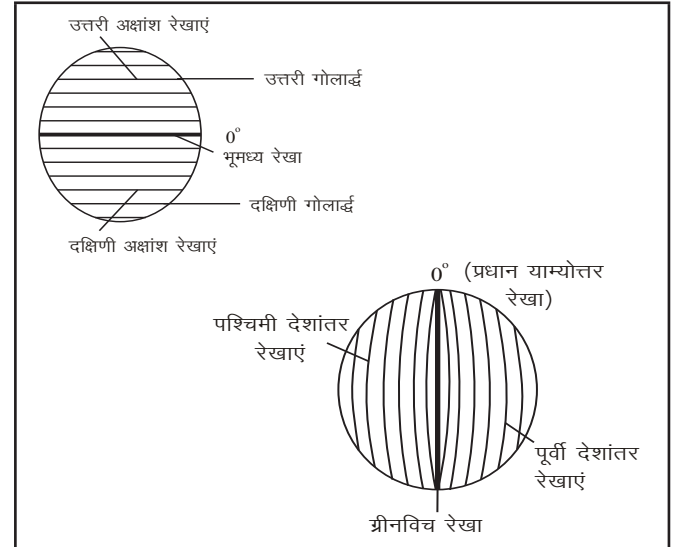 उत्तरी अक्षांश रेखाएं
उत्तरी गोलार्द्ध
0°
भूमध्य रेखा
दक्षिणी गोलार्द्ध
दक्षिणी अक्षांश रेखाएं
0° (प्रधान याम्योत्तर
रेखा)
पश्चिमी देशांतर
रेखाएं
पूर्वी देशांतर
रेखाएं
ग्रीनविच रेखा